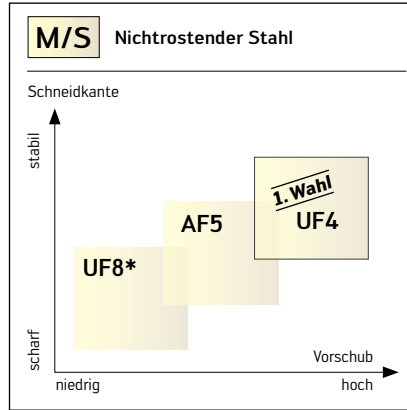 M/S Nichtrostender Stahl
Schneidkante
stabil
1. Wahl
UF4
AF5
UF8*
scharf
Vorschub
niedrig
hoch